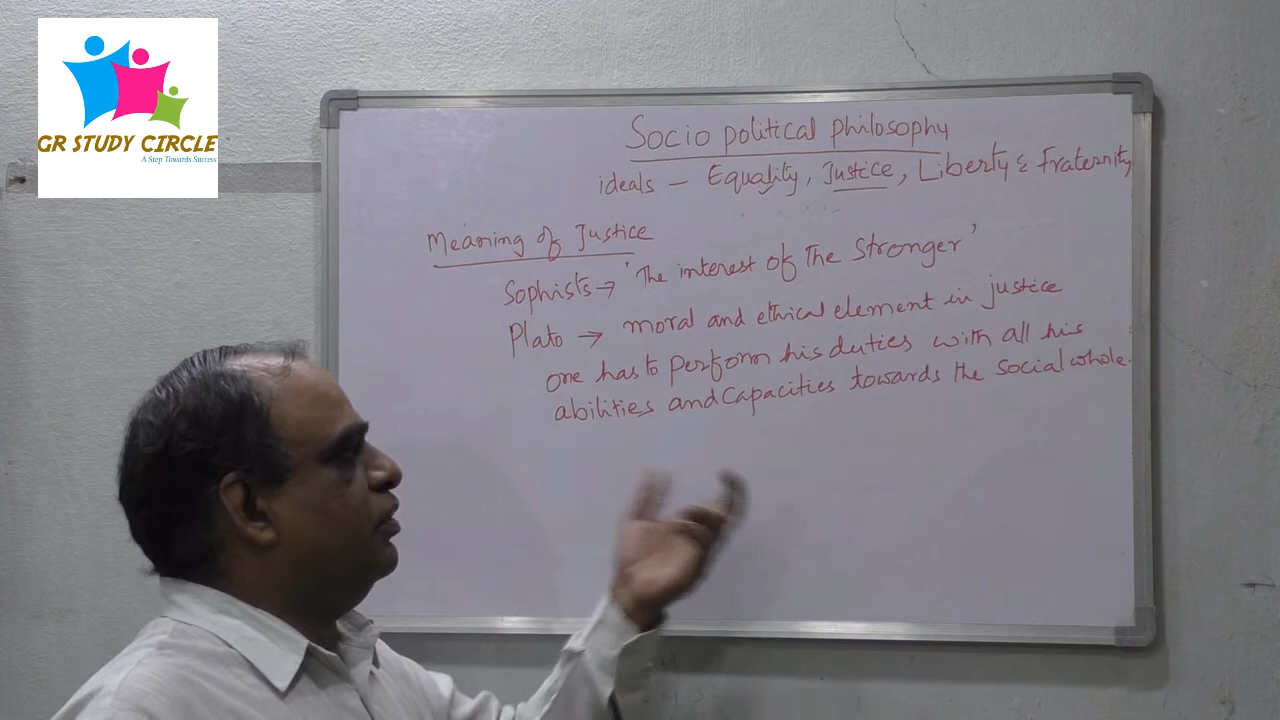 GR STUDY CIRCLE
A Step Towards Success
Socio political philosophy
ideals — Equality, Justice, Liberty & Fraternity
Meaning of Justice
Sophists → 'The interest of The Stronger'
Plato → moral and ethical element in justice
one has to perform his duties with all his
abilities and capacities towards the social whole.